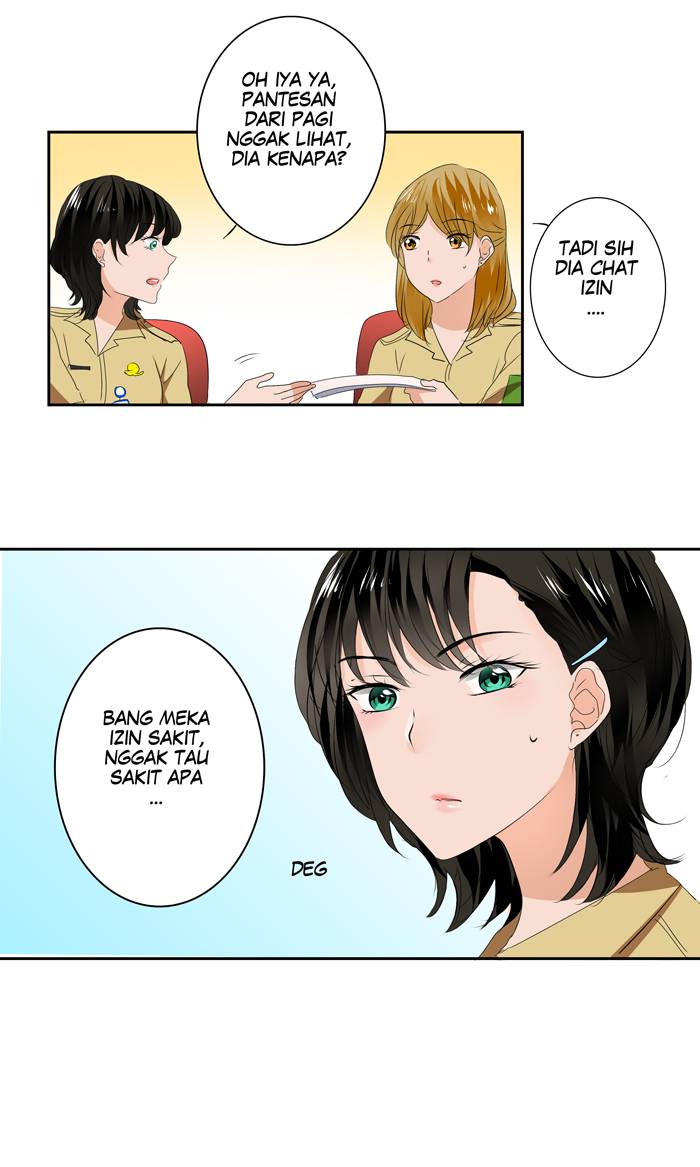 OH IYA YA,
PANTESAN
DARI PAGI
NGGAK LIHAT,
DIA KENAPA?
TADI SIH
DIA CHAT
IZIN
....
BANG MEKA
IZIN SAKIT,
NGGAK TAU
SAKIT APA
...
DEG